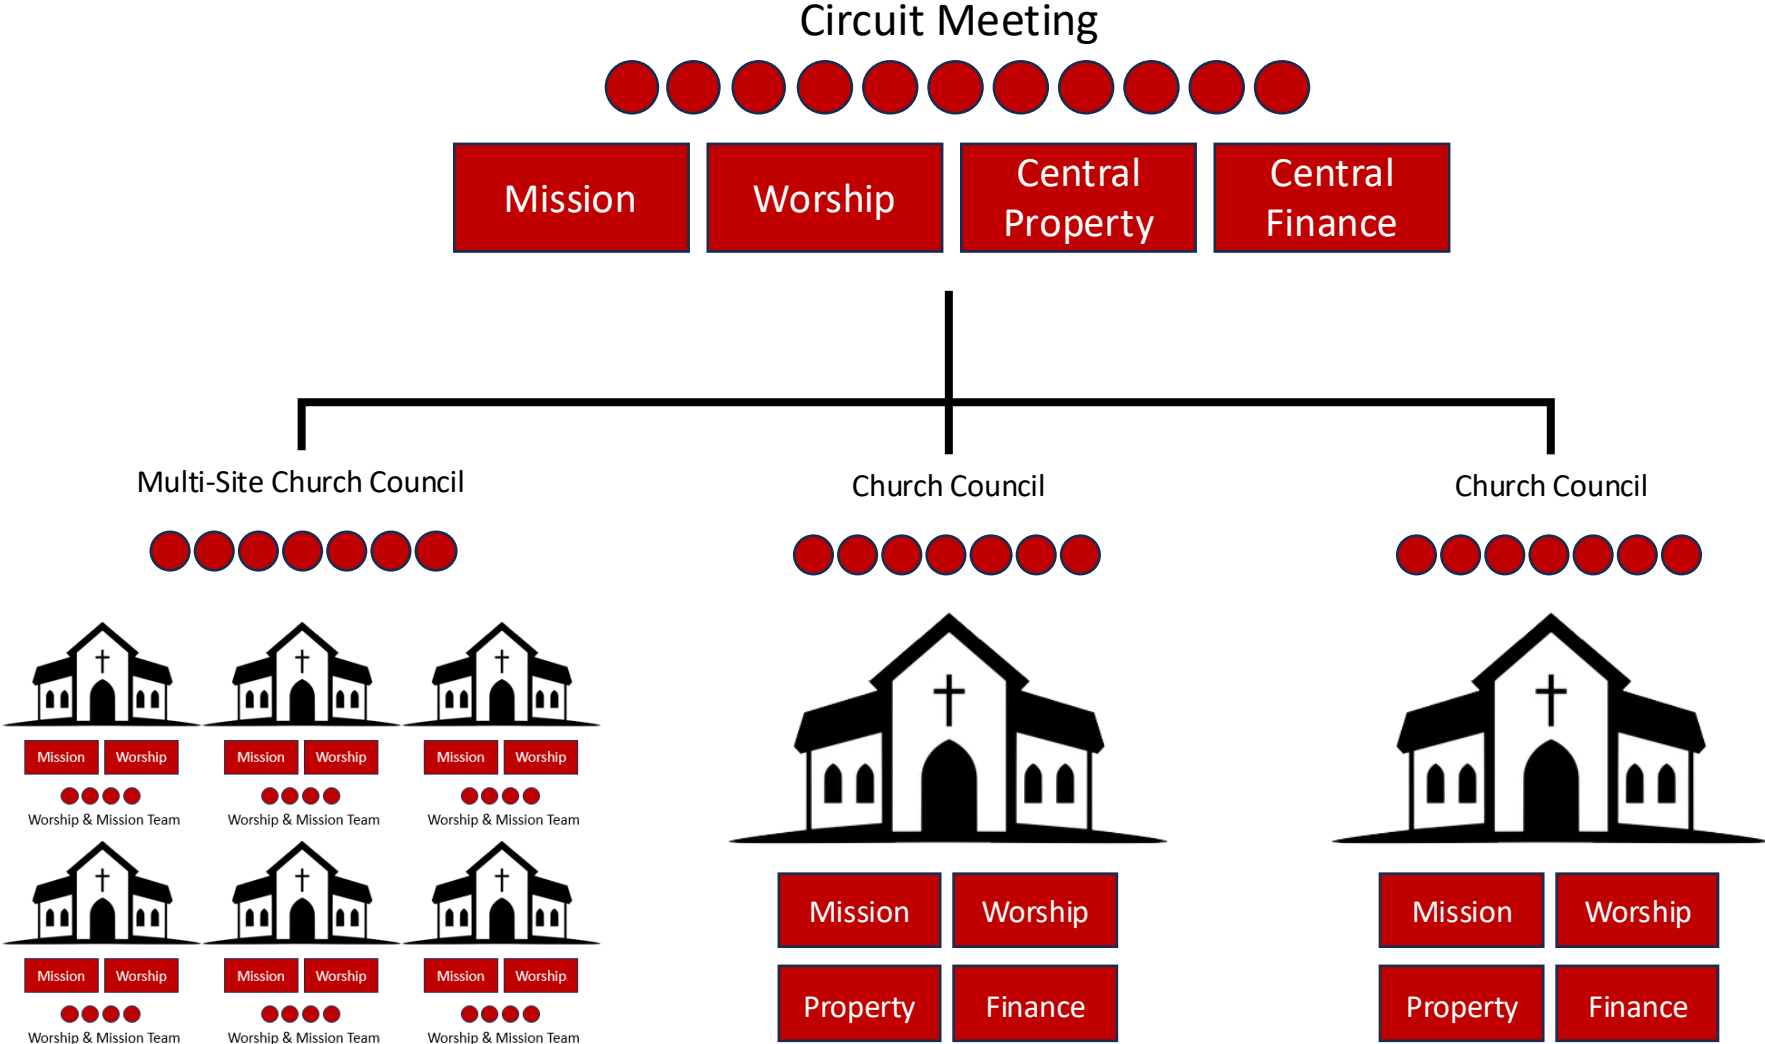 Circuit Meeting
Mission
Worship
Central
Property
Central
Finance
Multi-Site Church Council
Mission Worship
Worship & Mission Team
Mission Worship
Worship & Mission Team
Mission Worship
Worship & Mission Team
Mission Worship
Worship & Mission Team
Mission Worship
Worship & Mission Team
Mission Worship
Worship & Mission Team
Church Council
Mission Worship
Property Finance
Church Council
Mission Worship
Property Finance